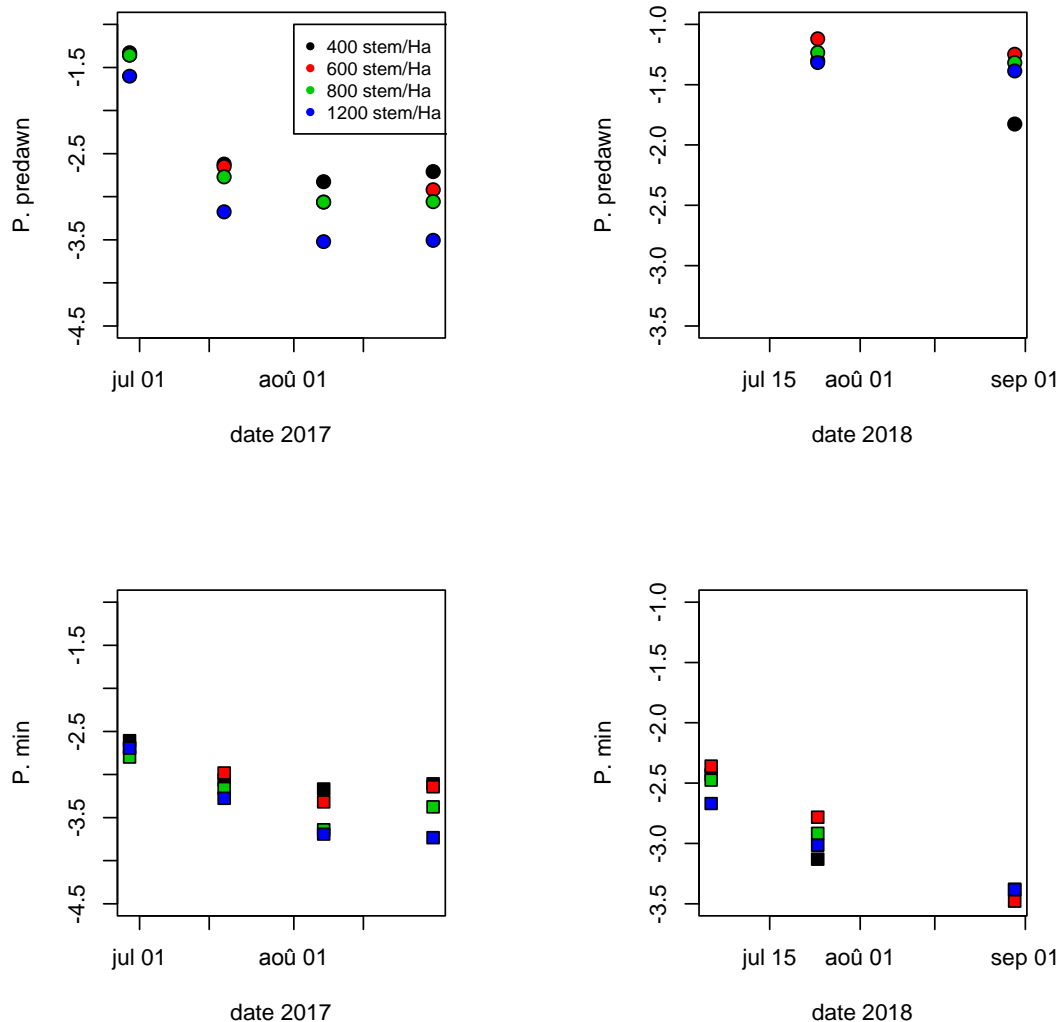 -1.5
-2.5
-3.5
-4.5
P. predawn
400 stem/Ha
600 stem/Ha
800 stem/Ha
1200 stem/Ha
jul 01
aoû 01
date 2017
-1.0
-1.5
-2.0
-2.5
-3.0
-3.5
P. predawn
jul 15
aoû 01
sep 01
date 2018
-1.5
-2.5
-3.5
-4.5
P. min
jul 01
aoû 01
date 2017
-1.0
-1.5
-2.0
-2.5
-3.0
-3.5
P. min
jul 15
aoû 01
sep 01
date 2018